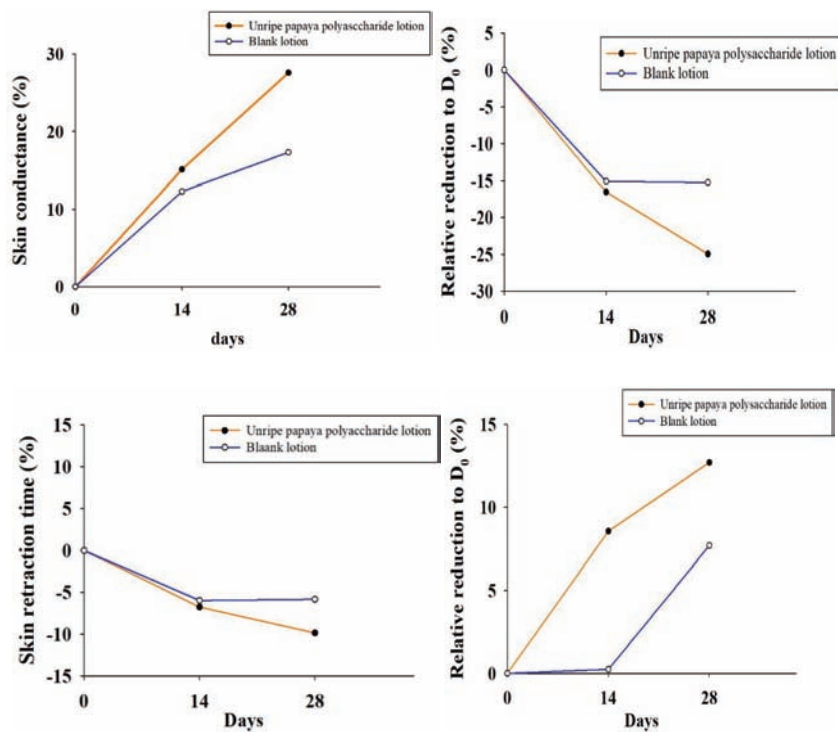 Unripe papaya polyasccharide lotion
Blank lotion
Skin conductance (%)
30
20
10
0
0 14 28
days
Unripe papaya polysaccharide lotion
Blank lotion
Relative reduction to D0 (%)
5
0
-5
-10
-15
-20
-25
-30
0 14 28
Days
Unripe papaya polyaccharide lotion
Blaank lotion
Skin retraction time (%)
15
10
5
0
-5
-10
-15
0 14 28
Days
Unripe papaya polysaccharide lotion
Blank lotion
Relative reduction to D0 (%)
15
10
5
0
0 14 28
Days